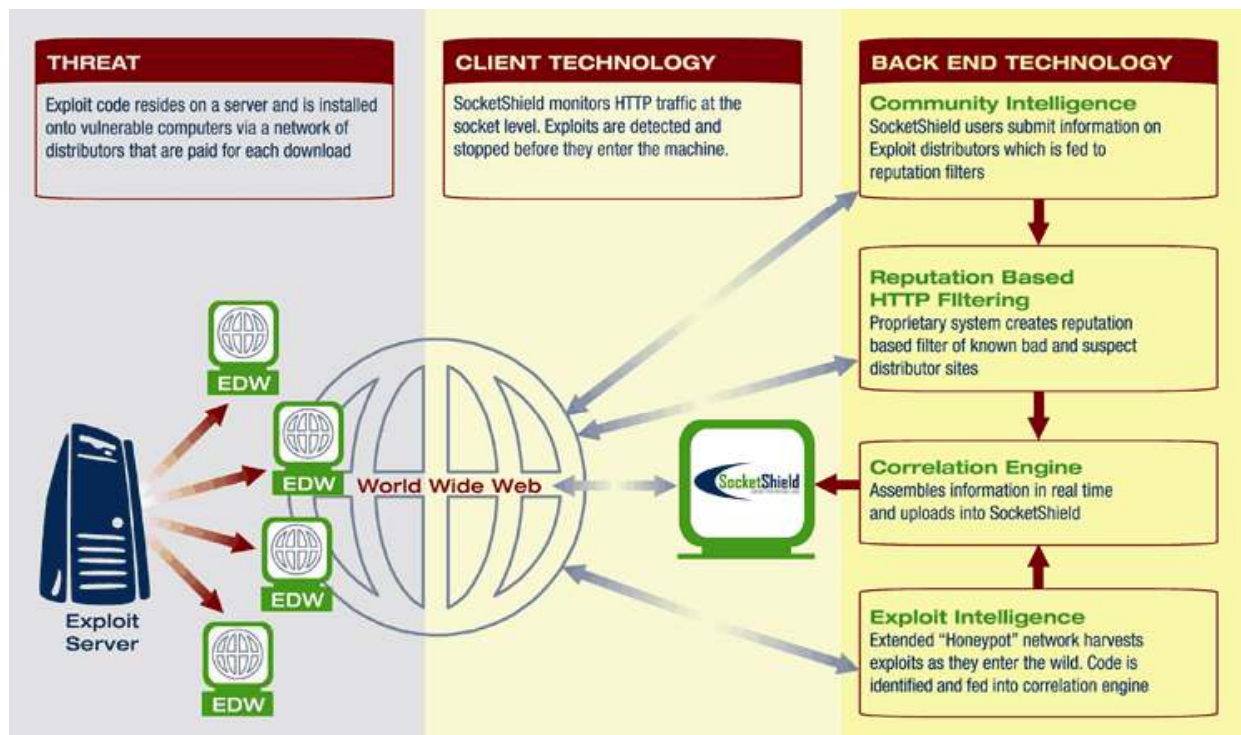 THREAT
Exploit code resides on a server and is installed
onto vulnerable computers via a network of
distributors that are paid for each download
CLIENT TECHNOLOGY
SocketShield monitors HTTP traffic at the
socket level. Exploits are detected and
stopped before they enter the machine.
BACK END TECHNOLOGY
Community Intelligence
SocketShield users submit information on
Exploit distributors which is fed to
reputation filters
Reputation Based
HTTP FIltering
Proprietary system creates reputation
based filter of known bad and suspect
distributor sites
Correlation Engine
Assembles information in real time
and uploads into SocketShield
Exploit Intelligence
Extended “Honeypot” network harvests
exploits as they enter the wild. Code is
identified and fed into correlation engine
EDW
EDW
EDW
EDW
Exploit
Server
World Wide Web
SocketShield